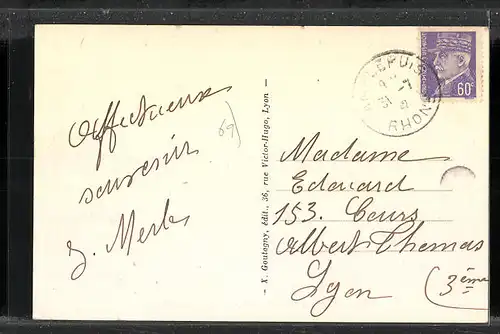 Affectueux
souvenir
J. Merle
69
X. Goutagny, édit., 36, rue Victor-Hugo, Lyon
RHONE
60c
Madame
Edouard
153. Cours
Albert Thomas
Lyon (3ème